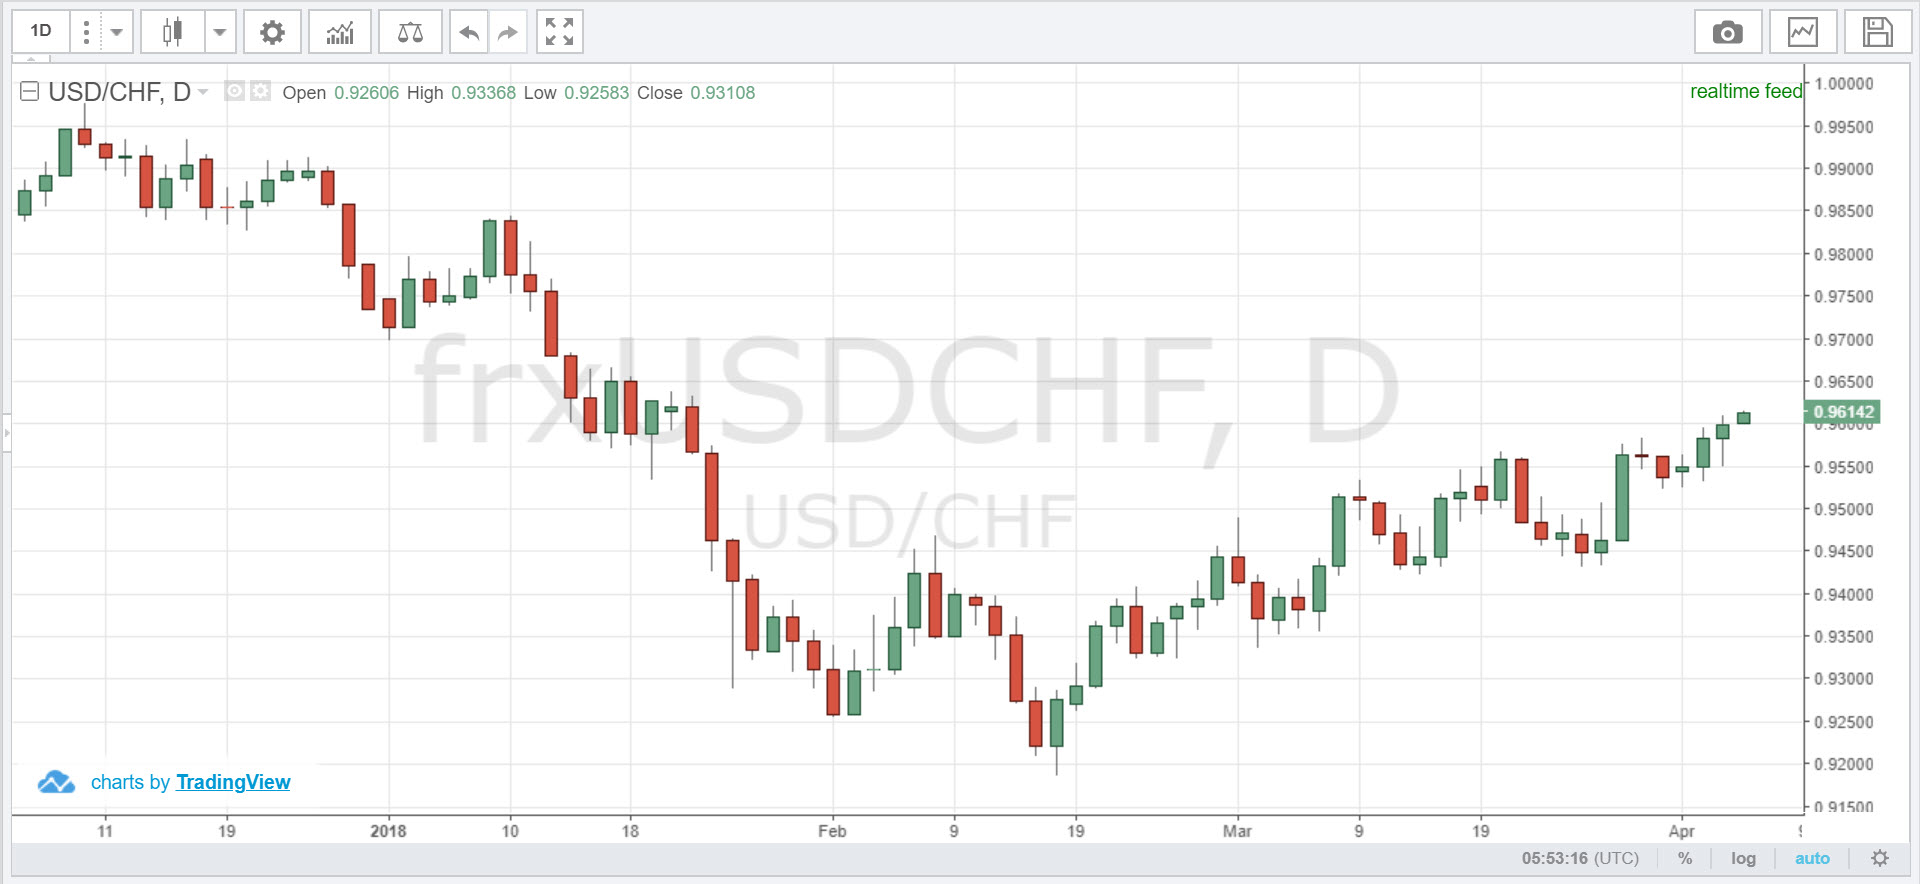 1D
USD/CHF, D Open 0.92606 High 0.93368 Low 0.92583 Close 0.93108
realtime feed
1.00000
0.99500
0.99000
0.98500
0.98000
0.97500
0.97000
0.96500
0.96142
0.96000
0.95500
0.95000
0.94500
0.94000
0.93500
0.93000
0.92500
0.92000
0.91500
frxUSDCHF, D
USD/CHF
charts by TradingView
11 19 2018 10 18 Feb 9 19 Mar 9 19 Apr
05:53:16 (UTC) % log auto